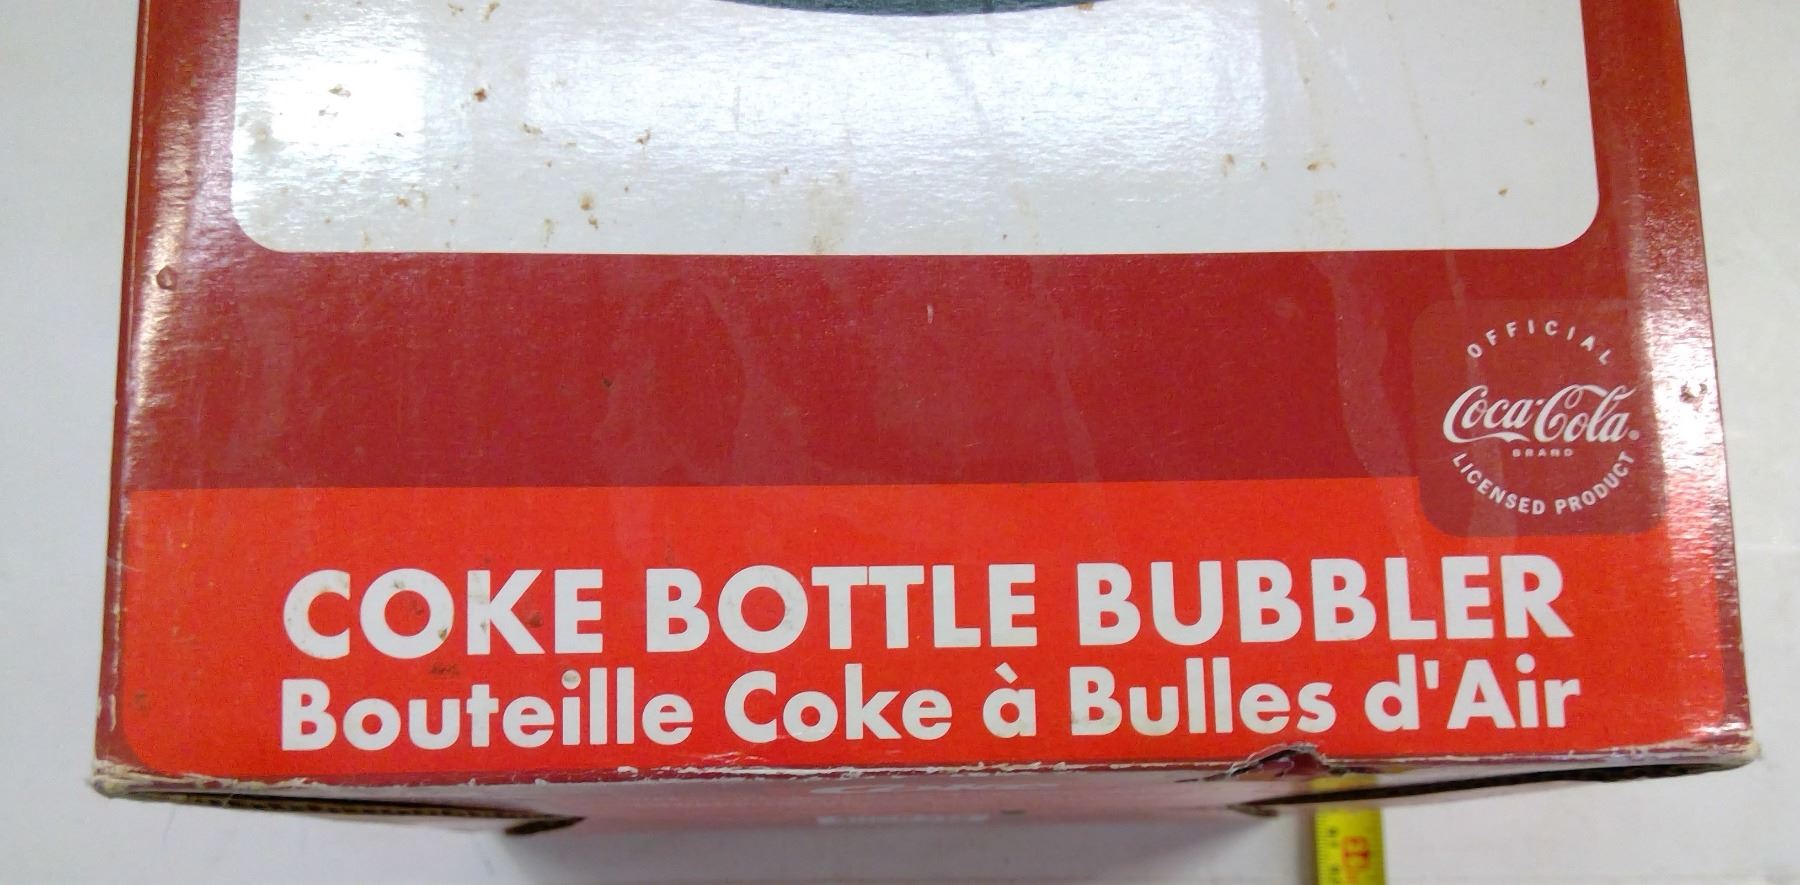 OFFICIAL
Coca-Cola®
BRAND
LICENSED PRODUCT
COKE BOTTLE BUBBLER
Bouteille Coke à Bulles d'Air